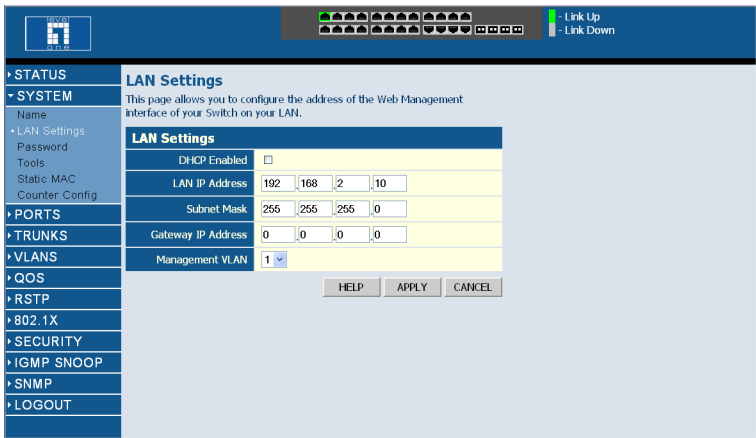 level
one
- Link Up
- Link Down
STATUS
SYSTEM
Name
LAN Settings
Password
Tools
Static MAC
Counter Config
PORTS
TRUNKS
VLANS
QOS
RSTP
802.1X
SECURITY
IGMP SNOOP
SNMP
LOGOUT
LAN Settings
This page allows you to configure the address of the Web Management
interface of your Switch on your LAN.
LAN Settings
DHCP Enabled
LAN IP Address 192 .168 .2 .10
Subnet Mask 255 .255 .255 .0
Gateway IP Address 0 .0 .0 .0
Management VLAN 1
HELP APPLY CANCEL